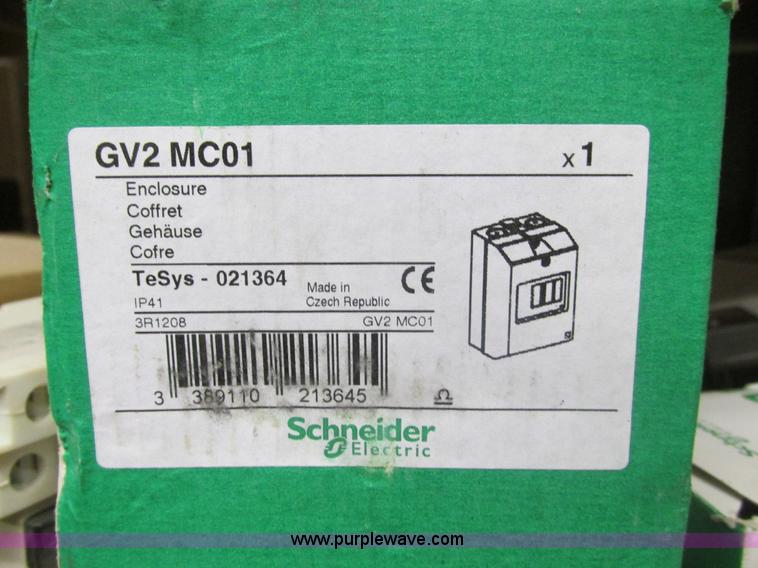 GV2 MC01 x 1
Enclosure
Coffret
Gehäuse
Cofre
TeSys - 021364 Made in Czech Republic CE
IP41
3R1208 GV2 MC01
3 389110 213645
Schneider
Electric
www.purplewave.com